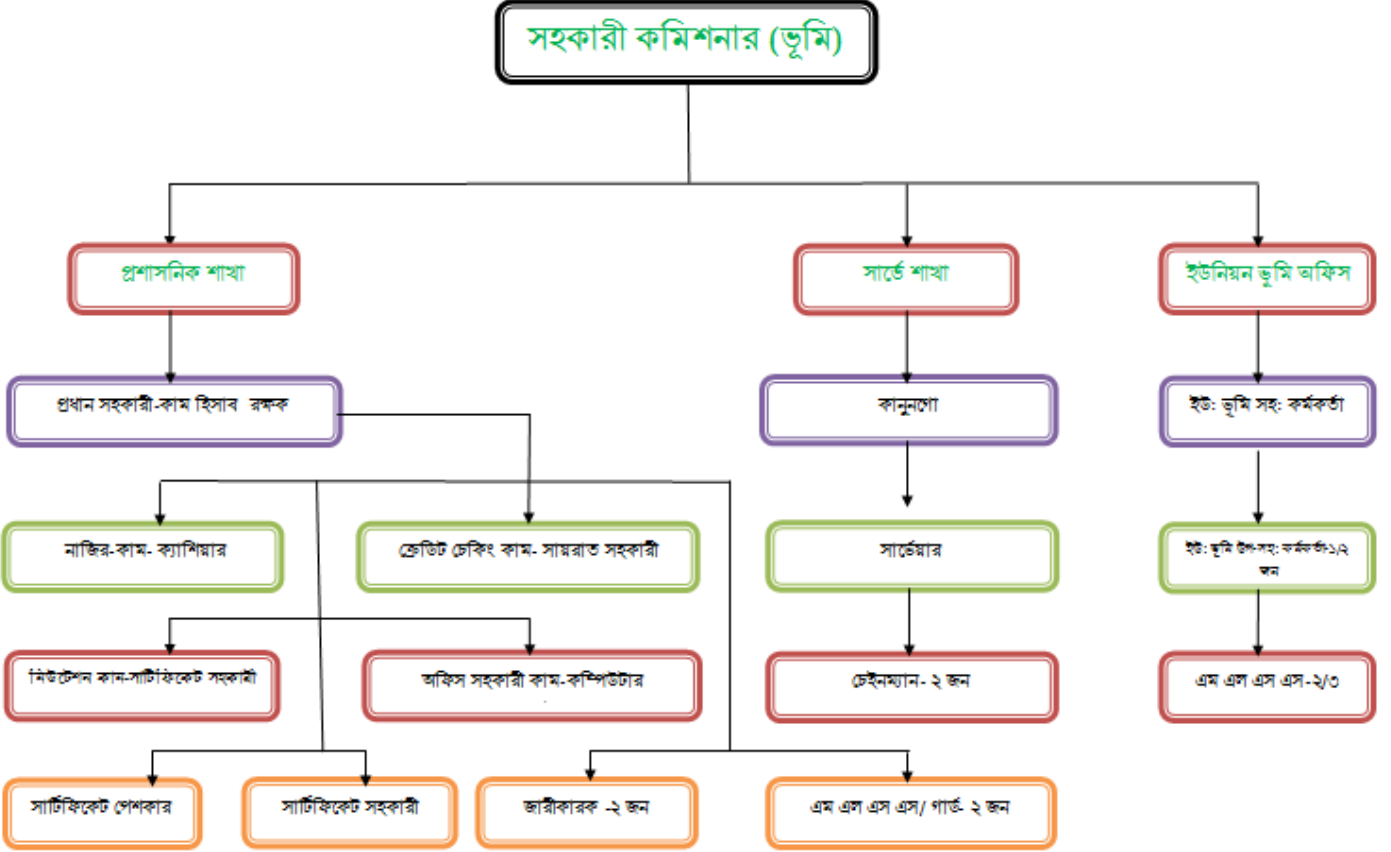 সহকারী কমিশনার (ভূমি)
প্রশাসনিক শাখা
সার্ভে শাখা
ইউনিয়ন ভূমি অফিস
প্রধান সহকারী-কাম হিসাব রক্ষক
কানুনগো
ইউ: ভূমি সহ: কর্মকর্তা
নাজির-কাম- ক্যাশিয়ার
ক্রেডিট চেকিং কাম- সায়রাত সহকারী
সার্ভেয়ার
ইউ: ভূমি উপ-সহ: কর্মকর্তা-১/২
জন
মিউটেশন কাম-সার্টিফিকেট সহকারী
অফিস সহকারী কাম-কম্পিউটার
চেইনম্যান- ২ জন
এম এল এস এস-২/৩
সার্টিফিকেট পেশকার
সার্টিফিকেট সহকারী
জারীকারক -২ জন
এম এল এস এস/ গার্ড- ২ জন